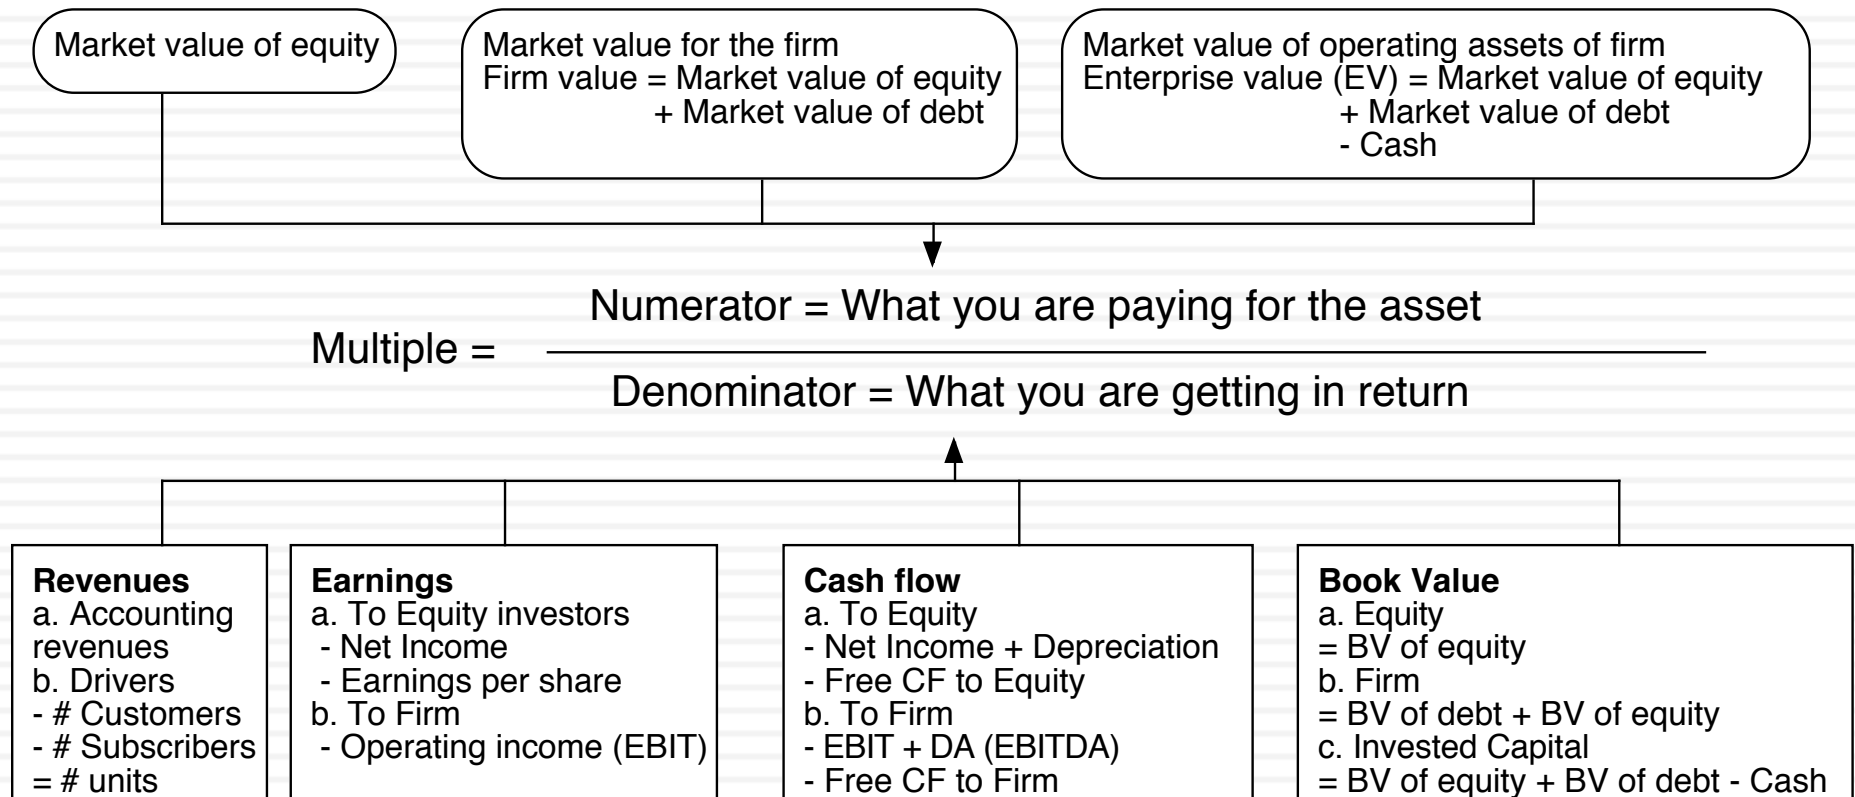 Market value of equity
Market value for the firm
Firm value = Market value of equity
+ Market value of debt
Market value of operating assets of firm
Enterprise value (EV) = Market value of equity
+ Market value of debt
- Cash
Numerator = What you are paying for the asset
Multiple =
Denominator = What you are getting in return
Revenues
a. Accounting
revenues
b. Drivers
- # Customers
- # Subscribers
= # units
Earnings
a. To Equity investors
- Net Income
- Earnings per share
b. To Firm
- Operating income (EBIT)
Cash flow
a. To Equity
- Net Income + Depreciation
- Free CF to Equity
b. To Firm
- EBIT + DA (EBITDA)
- Free CF to Firm
Book Value
a. Equity
= BV of equity
b. Firm
= BV of debt + BV of equity
c. Invested Capital
= BV of equity + BV of debt - Cash